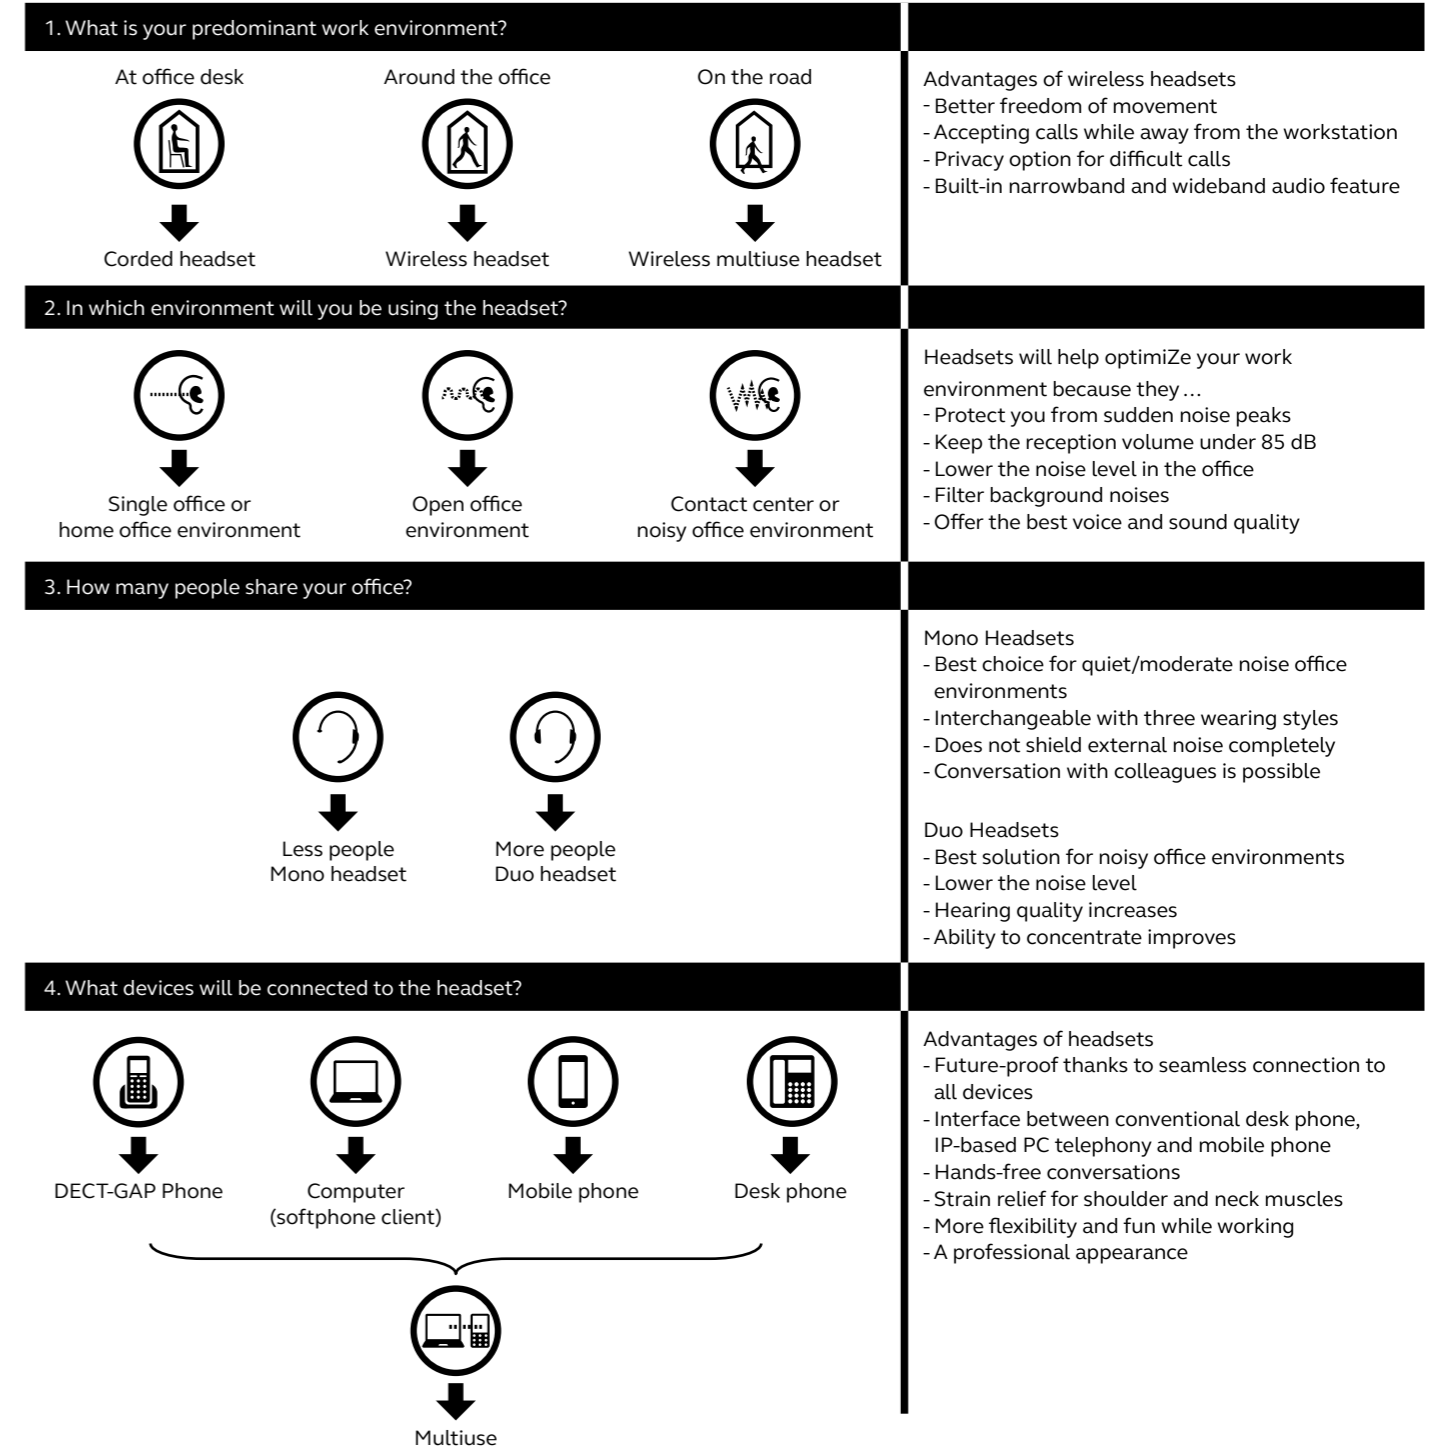 1. What is your predominant work environment?
At office desk
Around the office
On the road
Corded headset
Wireless headset
Wireless multiuse headset
Advantages of wireless headsets
- Better freedom of movement
- Accepting calls while away from the workstation
- Privacy option for difficult calls
- Built-in narrowband and wideband audio feature
2. In which environment will you be using the headset?
Single office or
home office environment
Open office
environment
Contact center or
noisy office environment
Headsets will help optimiZe your work
environment because they …
- Protect you from sudden noise peaks
- Keep the reception volume under 85 dB
- Lower the noise level in the office
- Filter background noises
- Offer the best voice and sound quality
3. How many people share your office?
Less people
Mono headset
More people
Duo headset
Mono Headsets
- Best choice for quiet/moderate noise office
environments
- Interchangeable with three wearing styles
- Does not shield external noise completely
- Conversation with colleagues is possible
Duo Headsets
- Best solution for noisy office environments
- Lower the noise level
- Hearing quality increases
- Ability to concentrate improves
4. What devices will be connected to the headset?
DECT-GAP Phone
Computer
(softphone client)
Mobile phone
Desk phone
Multiuse
Advantages of headsets
- Future-proof thanks to seamless connection to
all devices
- Interface between conventional desk phone,
IP-based PC telephony and mobile phone
- Hands-free conversations
- Strain relief for shoulder and neck muscles
- More flexibility and fun while working
- A professional appearance